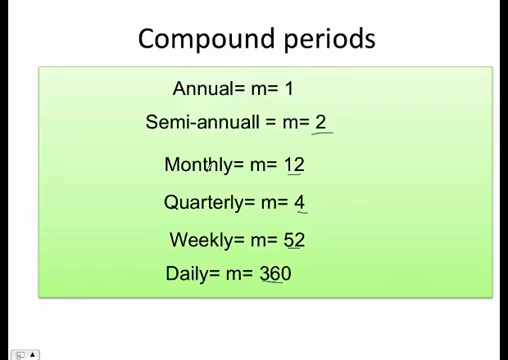 Compound periods
Annual= m= 1
Semi-annuall = m= 2
Monthly= m= 12
Quarterly= m= 4
Weekly= m= 52
Daily= m= 360